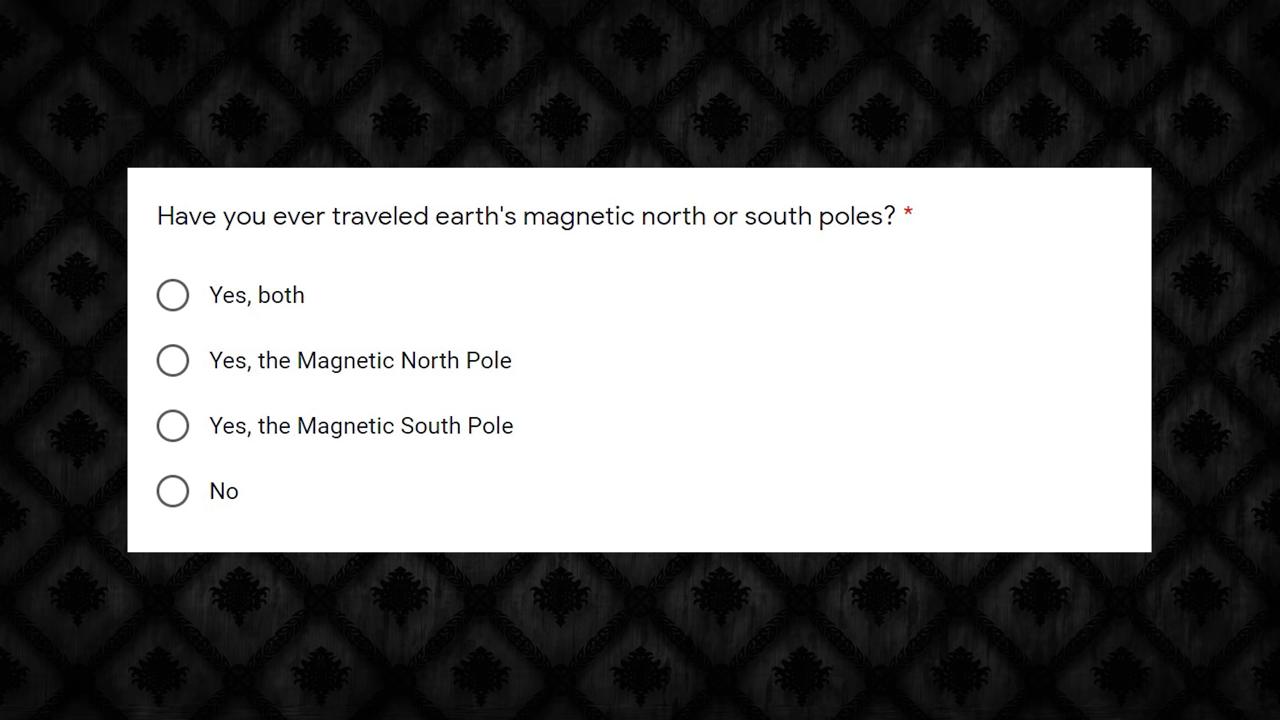 Have you ever traveled earth's magnetic north or south poles? *
Yes, both
Yes, the Magnetic North Pole
Yes, the Magnetic South Pole
No